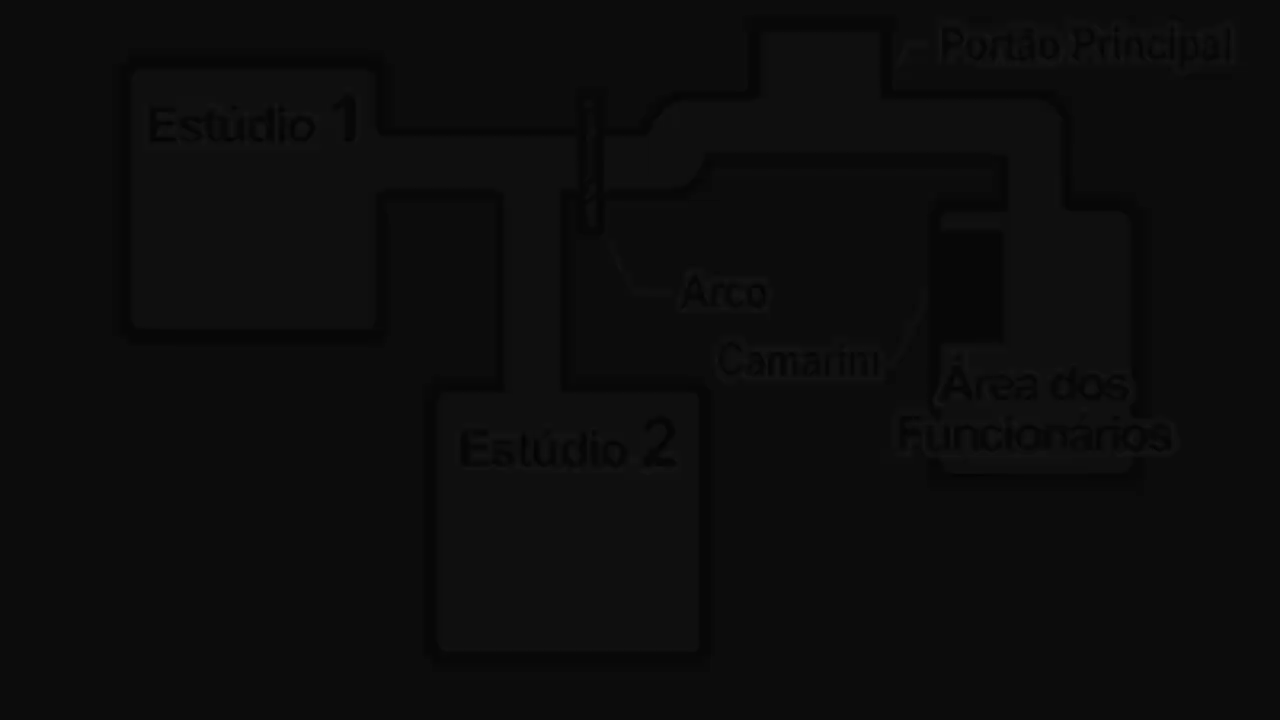 Portão Principal
Estúdio 1
Arco
Camarim
Área dos
Funcionários
Estúdio 2